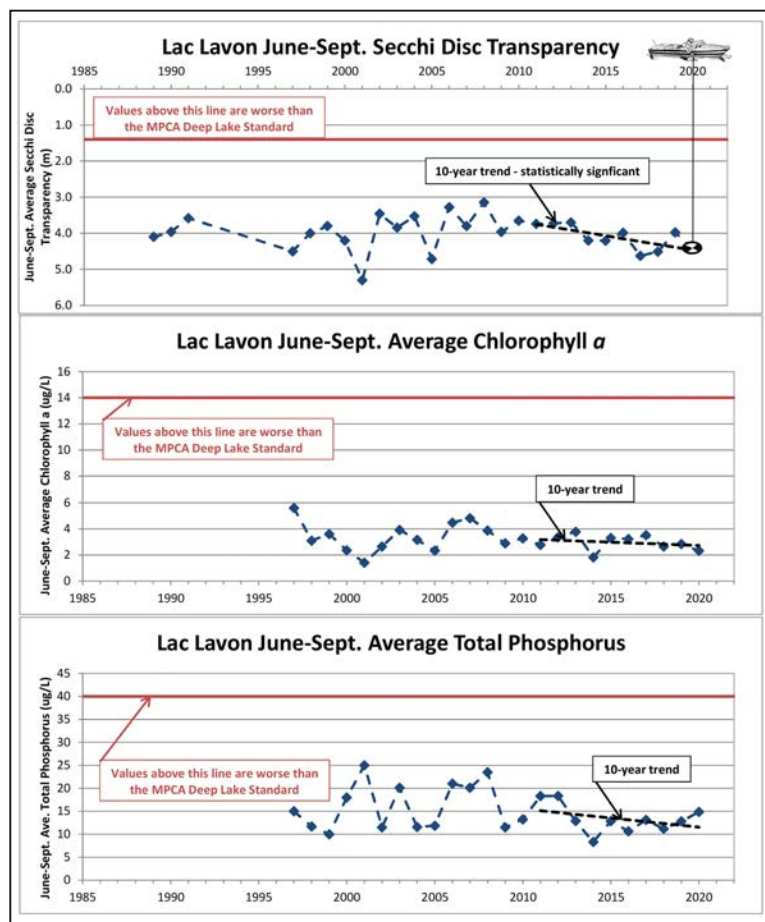 Lac Lavon June-Sept. Secchi Disc Transparency
1985 1990 1995 2000 2005 2010 2015 2020
0.0
1.0
2.0
3.0
4.0
5.0
6.0
June-Sept. Average Secchi Disc
Transparency (m)
Values above this line are worse than
the MPCA Deep Lake Standard
10-year trend - statistically signficant
Lac Lavon June-Sept. Average Chlorophyll a
16
14
12
10
8
6
4
2
0
June-Sept. Average Chlorophyll a (ug/L)
Values above this line are worse than
the MPCA Deep Lake Standard
10-year trend
1985 1990 1995 2000 2005 2010 2015 2020
Lac Lavon June-Sept. Average Total Phosphorus
45
40
35
30
25
20
15
10
5
0
June-Sept. Ave. Total Phosphorus (ug/L)
Values above this line are worse than
the MPCA Deep Lake Standard
10-year trend
1985 1990 1995 2000 2005 2010 2015 2020